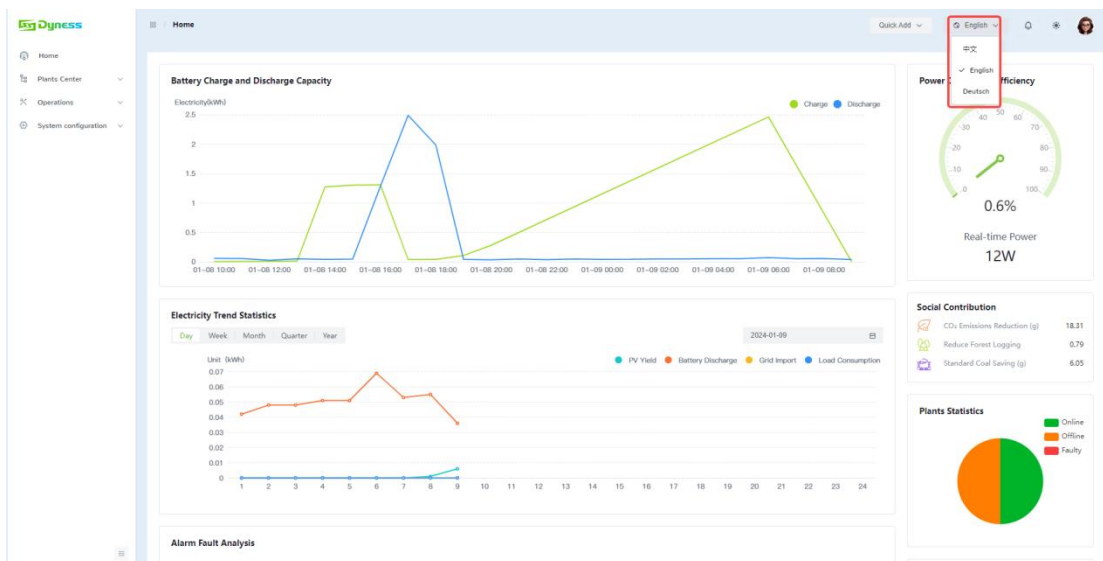 Dyness
Home
Quick Add
English
中文
English
Deutsch
Home
Plants Center
Operations
System configuration
Battery Charge and Discharge Capacity
Electricity(kWh)
Charge
Discharge
2.5
2
1.5
1
0.5
0
01-08 10:00 01-08 12:00 01-08 14:00 01-08 16:00 01-08 18:00 01-08 20:00 01-08 22:00 01-09 00:00 01-09 02:00 01-09 04:00 01-09 06:00 01-09 08:00
Electricity Trend Statistics
Day Week Month Quarter Year
2024-01-09
Unit (kWh)
PV Yield Battery Discharge Grid Import Load Consumption
0.07
0.06
0.05
0.04
0.03
0.02
0.01
0
1 2 3 4 5 6 7 8 9 10 11 12 13 14 15 16 17 18 19 20 21 22 23 24
Alarm Fault Analysis
Power
0 10 20 30 40 50 60 70 80 90 100
0.6%
Real-time Power
12W
Social Contribution
CO₂ Emissions Reduction (g) 18.31
Reduce Forest Logging 0.79
Standard Coal Saving (g) 6.05
Plants Statistics
Online
Offline
Faulty